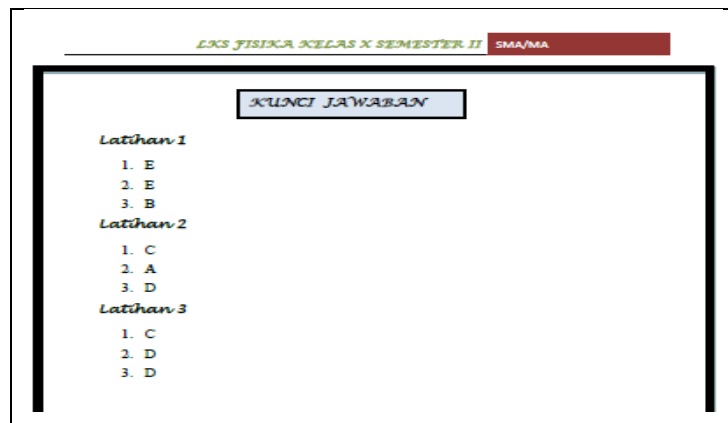 LKS FISIKA KELAS X SEMESTER II SMA/MA
KUNCI JAWABAN
Latihan 1
1. E
2. E
3. B
Latihan 2
1. C
2. A
3. D
Latihan 3
1. C
2. D
3. D